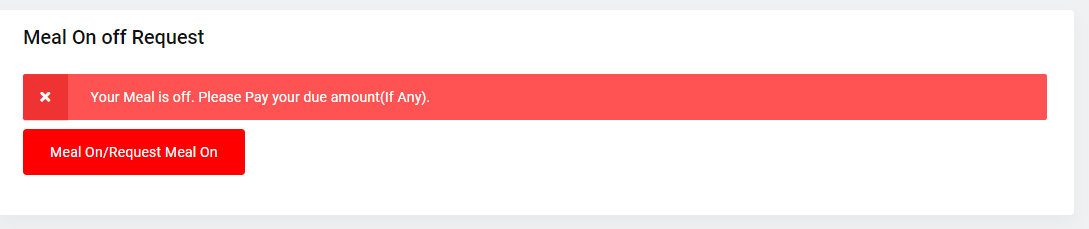 Meal On off Request
Your Meal is off. Please Pay your due amount(If Any).
Meal On/Request Meal On